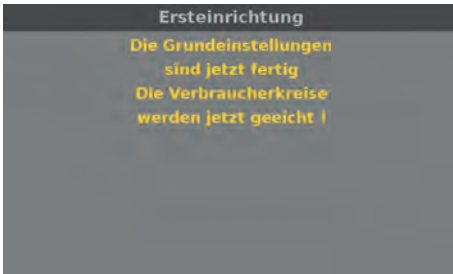 Ersteinrichtung
Die Grundeinstellungen
sind jetzt fertig
Die Verbraucherkreise
werden jetzt geeicht !